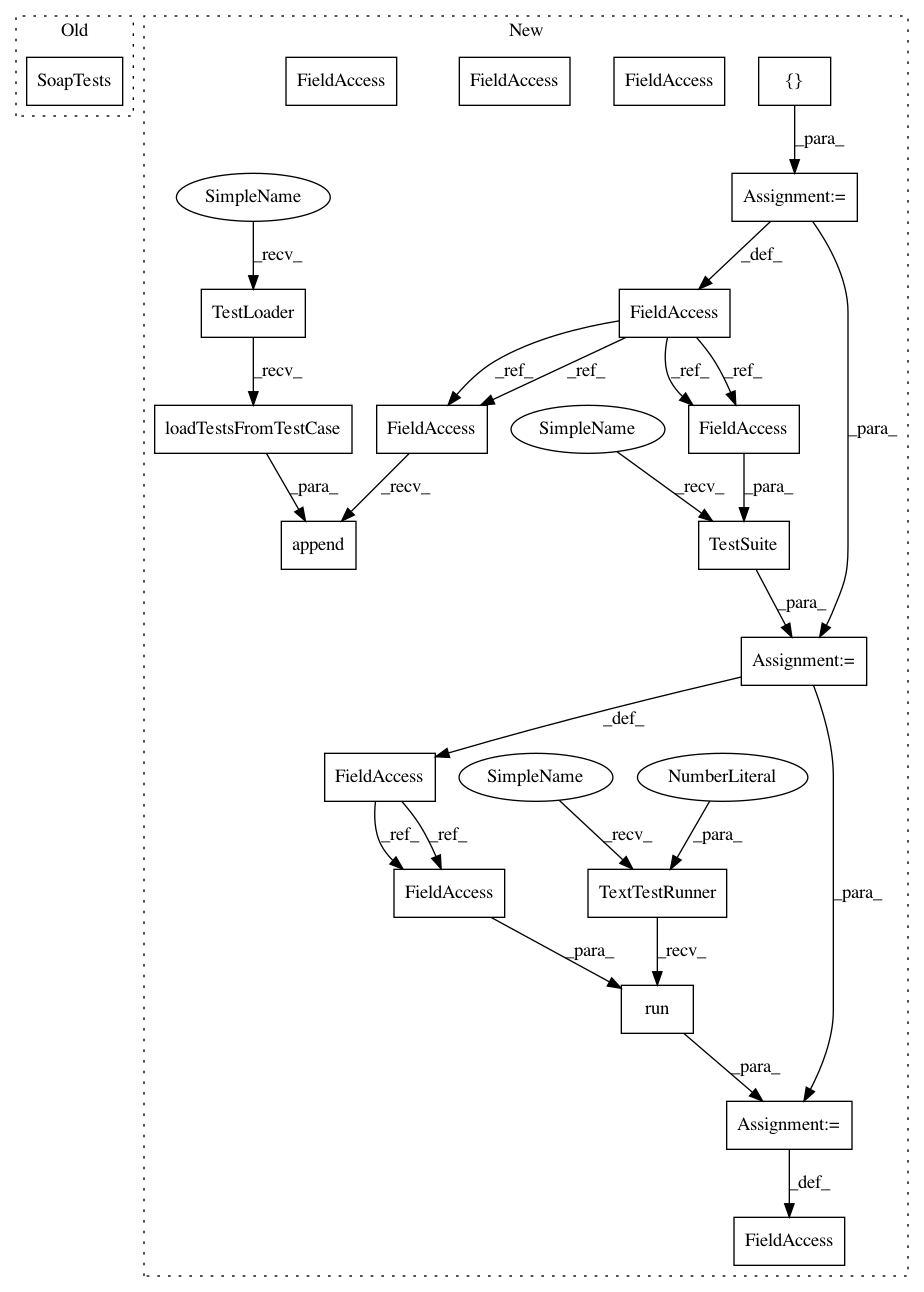 Old
New
SoapTests
FieldAccess
FieldAccess
FieldAccess
{}
_para_
SimpleName
Assignment:=
_recv_
_def_
TestLoader
FieldAccess
_recv_
_ref_
_ref_
_ref_
_ref_
loadTestsFromTestCase
FieldAccess
SimpleName
FieldAccess
_para_
_para_
_recv_
_recv_
_para_
append
TestSuite
_para_
Assignment:=
_def_
FieldAccess
SimpleName
NumberLiteral
_ref_
_ref_
_recv_
_para_
FieldAccess
TextTestRunner
_para_
_para_
_recv_
run
_para_
Assignment:=
_def_
FieldAccess